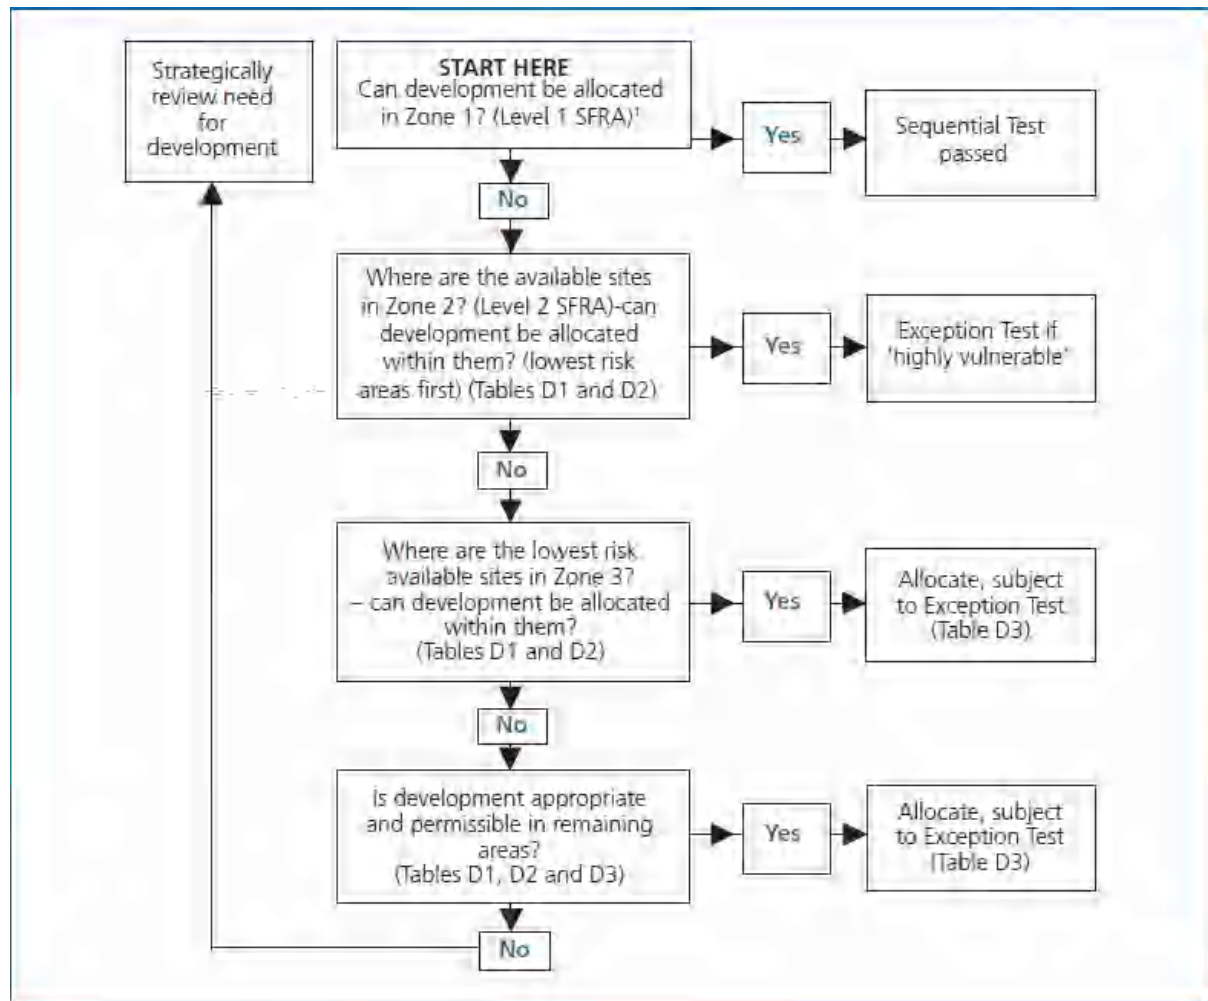 Strategically
review need
for
development
START HERE
Can development be allocated
in Zone 1? (Level 1 SFRA)¹
Yes
Sequential Test
passed
No
Where are the available sites
in Zone 2? (Level 2 SFRA)-can
development be allocated
within them? (lowest risk
areas first) (Tables D1 and D2)
Yes
Exception Test if
'highly vulnerable'
No
Where are the lowest risk
available sites in Zone 3?
– can development be allocated
within them?
(Tables D1 and D2)
Yes
Allocate, subject
to Exception Test
(Table D3)
No
Is development appropriate
and permissible in remaining
areas?
(Tables D1, D2 and D3)
Yes
Allocate, subject
to Exception Test
(Table D3)
No